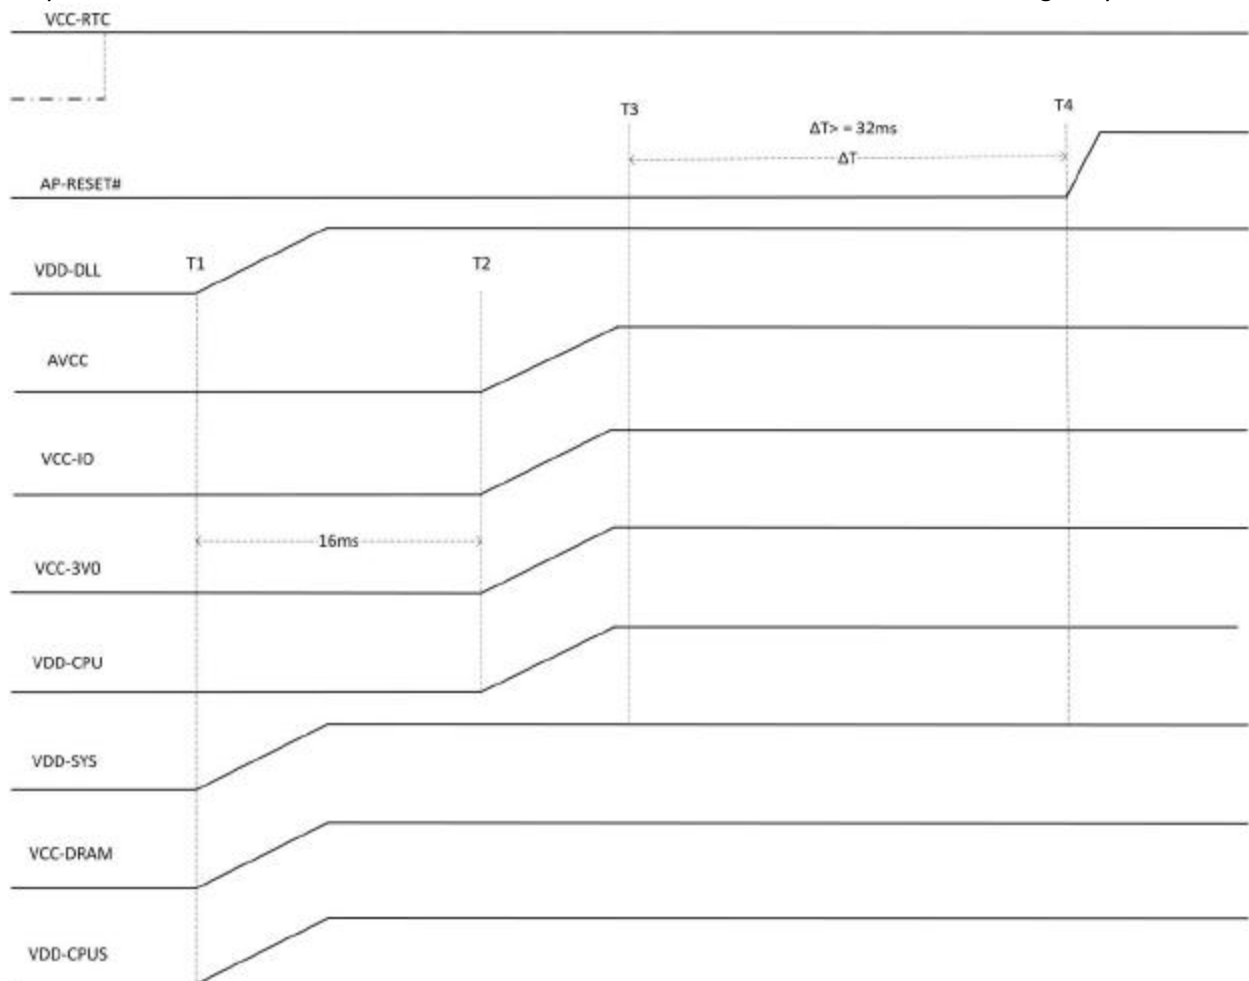 VCC-RTC
T3
T4
ΔT> = 32ms
ΔT
AP-RESET#
T1
T2
VDD-DLL
AVCC
VCC-IO
16ms
VCC-3V0
VDD-CPU
VDD-SYS
VCC-DRAM
VDD-CPUS